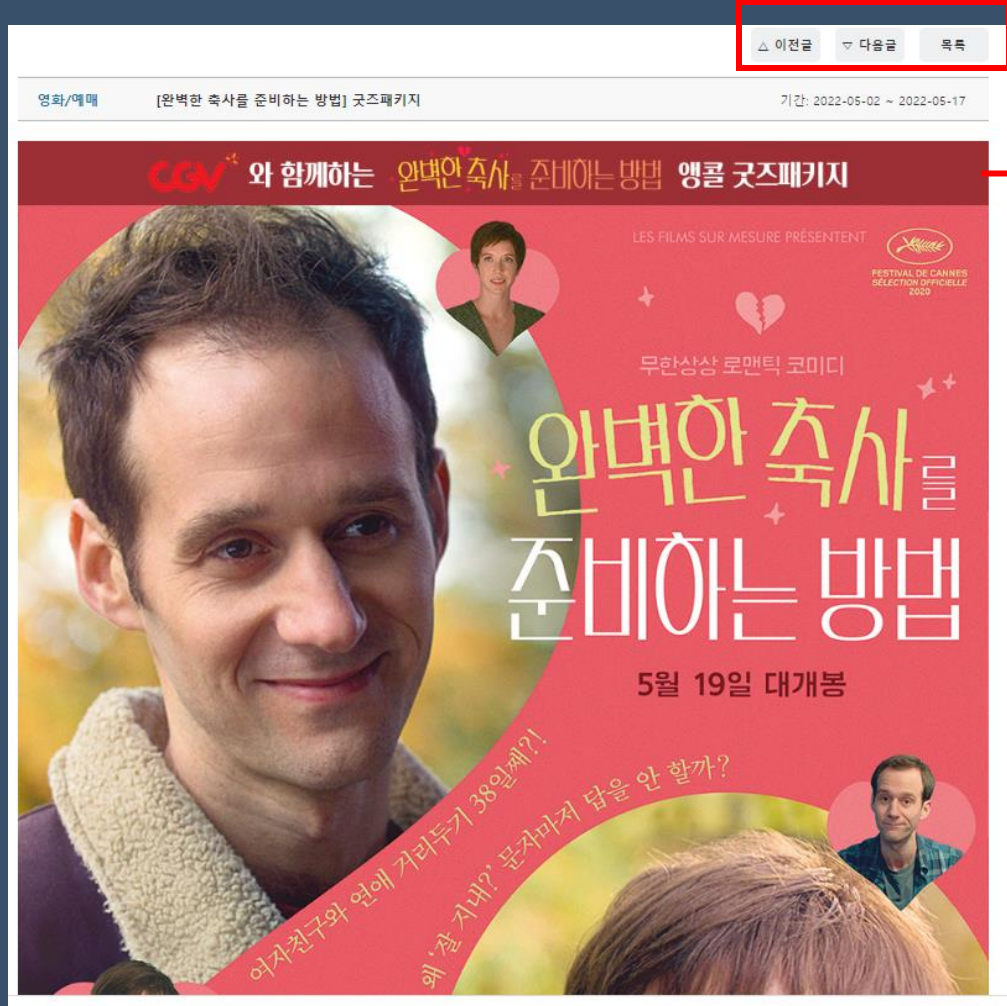 △ 이전글 ▽ 다음글 목록
영화/예매 [완벽한 축사를 준비하는 방법] 굿즈패키지 기간: 2022-05-02 ~ 2022-05-17
CGV 와 함께하는 완벽한 축사를 준비하는 방법 앵콜 굿즈패키지
LES FILMS SUR MESURE PRÉSENTENT
FESTIVAL DE CANNES
SÉLECTION OFFICIELLE
2020
무한상상 로맨틱 코미디
완벽한 축사를
준비하는 방법
5월 19일 대개봉
여자친구와 연애 거리두기 38일째?!
왜 '잘 지내?' 문자마저 답을 안 할까?